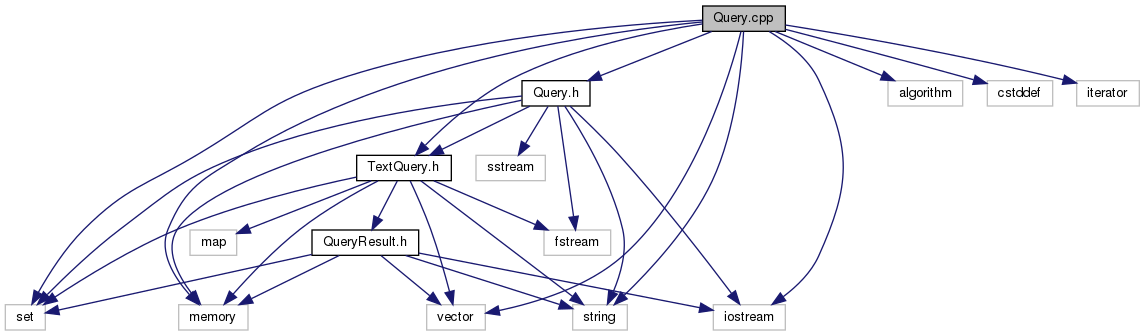 Query.cpp
Query.h
algorithm
cstddef
iterator
TextQuery.h
sstream
map
QueryResult.h
fstream
set
memory
vector
string
iostream